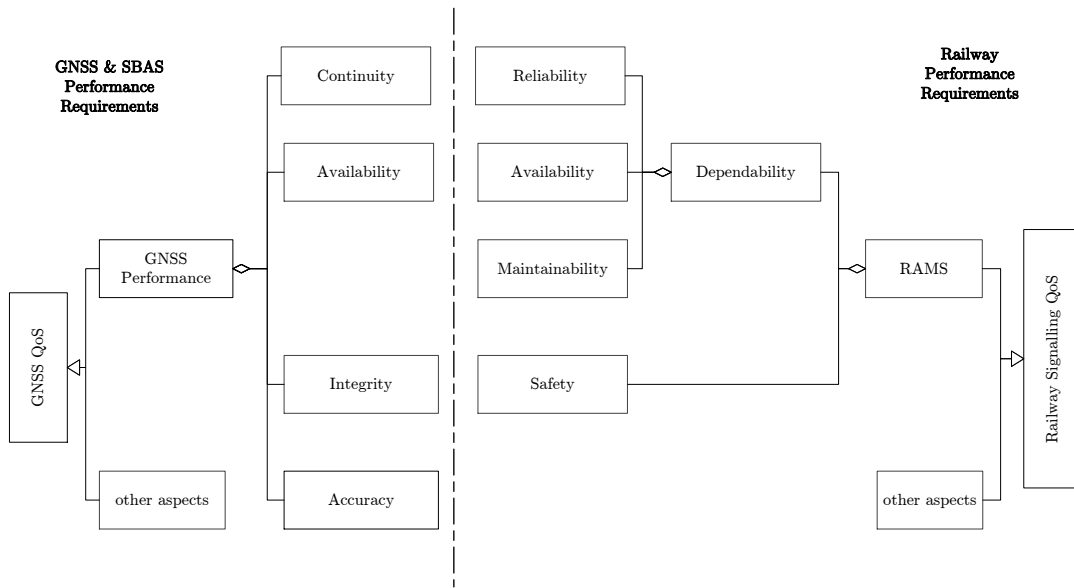 GNSS & SBAS
Performance
Requirements
Railway
Performance
Requirements
Continuity
Reliability
Availability
Availability
Dependability
GNSS
Performance
Maintainability
RAMS
GNSS QoS
Railway Signalling QoS
Integrity
Safety
other aspects
Accuracy
other aspects